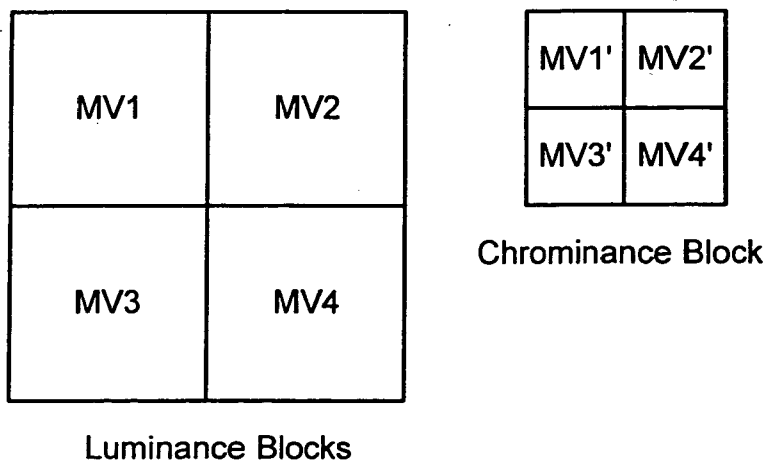 MV1 MV2
MV3 MV4
Luminance Blocks
MV1' MV2'
MV3' MV4'
Chrominance Block